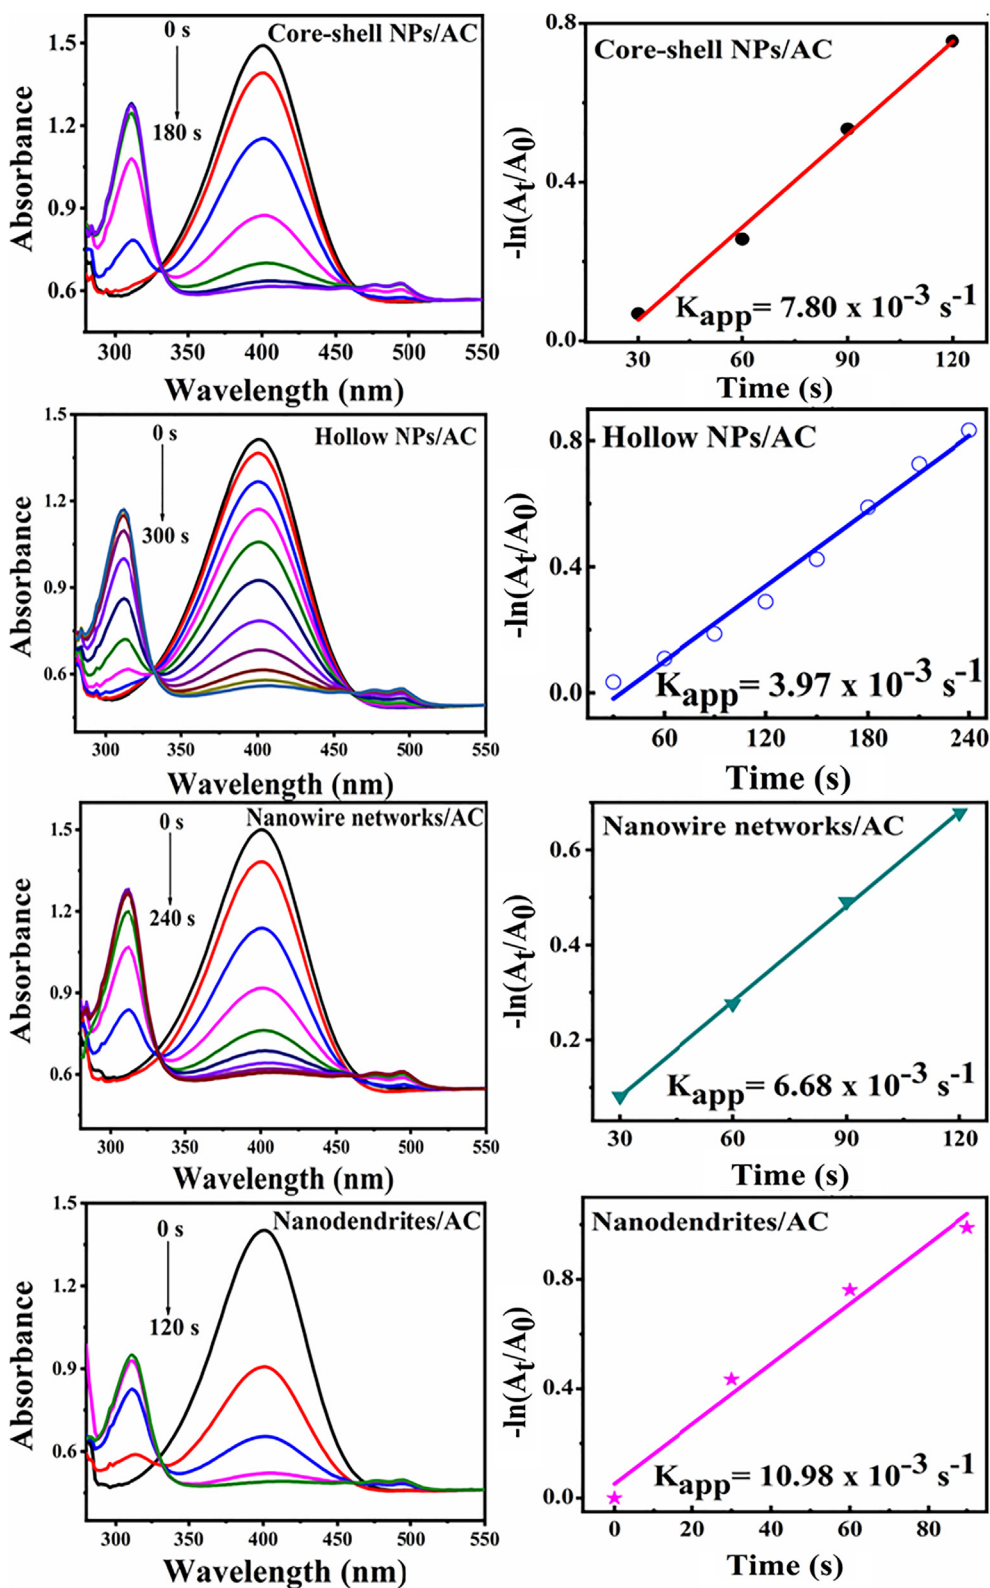 Core-shell NPs/AC
0 s
180 s
1.5
1.2
0.9
0.6
Absorbance
300 350 400 450 500 550
Wavelength (nm)
Core-shell NPs/AC
0.8
0.4
0.0
-ln(At/A0)
Kapp= 7.80 x 10-3 s-1
30 60 90 120
Time (s)
Hollow NPs/AC
0 s
300 s
1.5
1.2
0.9
0.6
Absorbance
300 350 400 450 500 550
Wavelength (nm)
Hollow NPs/AC
0.8
0.4
0.0
-ln(At/A0)
Kapp= 3.97 x 10-3 s-1
60 120 180 240
Time (s)
Nanowire networks/AC
0 s
240 s
1.5
1.2
0.9
0.6
Absorbance
300 350 400 450 500 550
Wavelength (nm)
Nanowire networks/AC
0.6
0.4
0.2
-ln(At/A0)
Kapp= 6.68 x 10-3 s-1
30 60 90 120
Time (s)
Nanodendrites/AC
0 s
120 s
1.5
1.2
0.9
0.6
Absorbance
300 350 400 450 500 550
Wavelength (nm)
Nanodendrites/AC
0.8
0.4
0.0
-ln(At/A0)
Kapp= 10.98 x 10-3 s-1
0 20 40 60 80
Time (s)